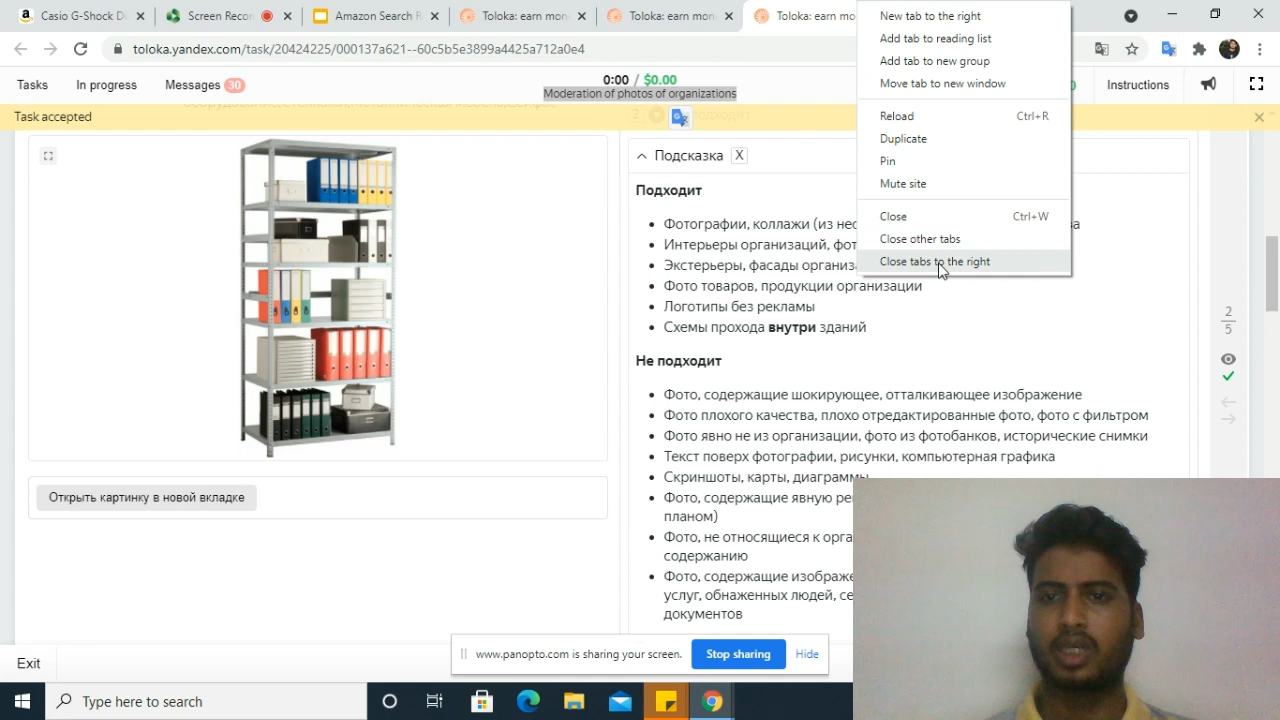 Casio G-Shock D
Screen Recor
Amazon Search R
Toloka: earn mon
Toloka: earn mon
Toloka: earn mo
toloka.yandex.com/task/20424225/000137a621--60c5b5e3899a4425a712a0e4
New tab to the right
Add tab to reading list
Add tab to new group
Move tab to new window
Reload Ctrl+R
Duplicate
Pin
Mute site
Close Ctrl+W
Close other tabs
Close tabs to the right
Tasks
In progress
Messages 30
0:00 / $0.00
Moderation of photos of organizations
Instructions
Task accepted
Подсказка X
Подходит
Фотографии, коллажи (из нес
Интерьеры организаций, фот
Экстерьеры, фасады организа
Фото товаров, продукции организации
Логотипы без рекламы
Схемы прохода внутри зданий
Не подходит
Фото, содержащие шокирующее, отталкивающее изображение
Фото плохого качества, плохо отредактированные фото, фото с фильтром
Фото явно не из организации, фото из фотобанков, исторические снимки
Текст поверх фотографии, рисунки, компьютерная графика
Скриншоты, карты, диаграммы
Фото, содержащие явную ре
планом)
Фото, не относящиеся к орга
содержанию
Фото, содержащие изображе
услуг, обнаженных людей, се
документов
2
5
Открыть картинку в новой вкладке
Exit
www.panopto.com is sharing your screen.
Stop sharing
Hide
Type here to search